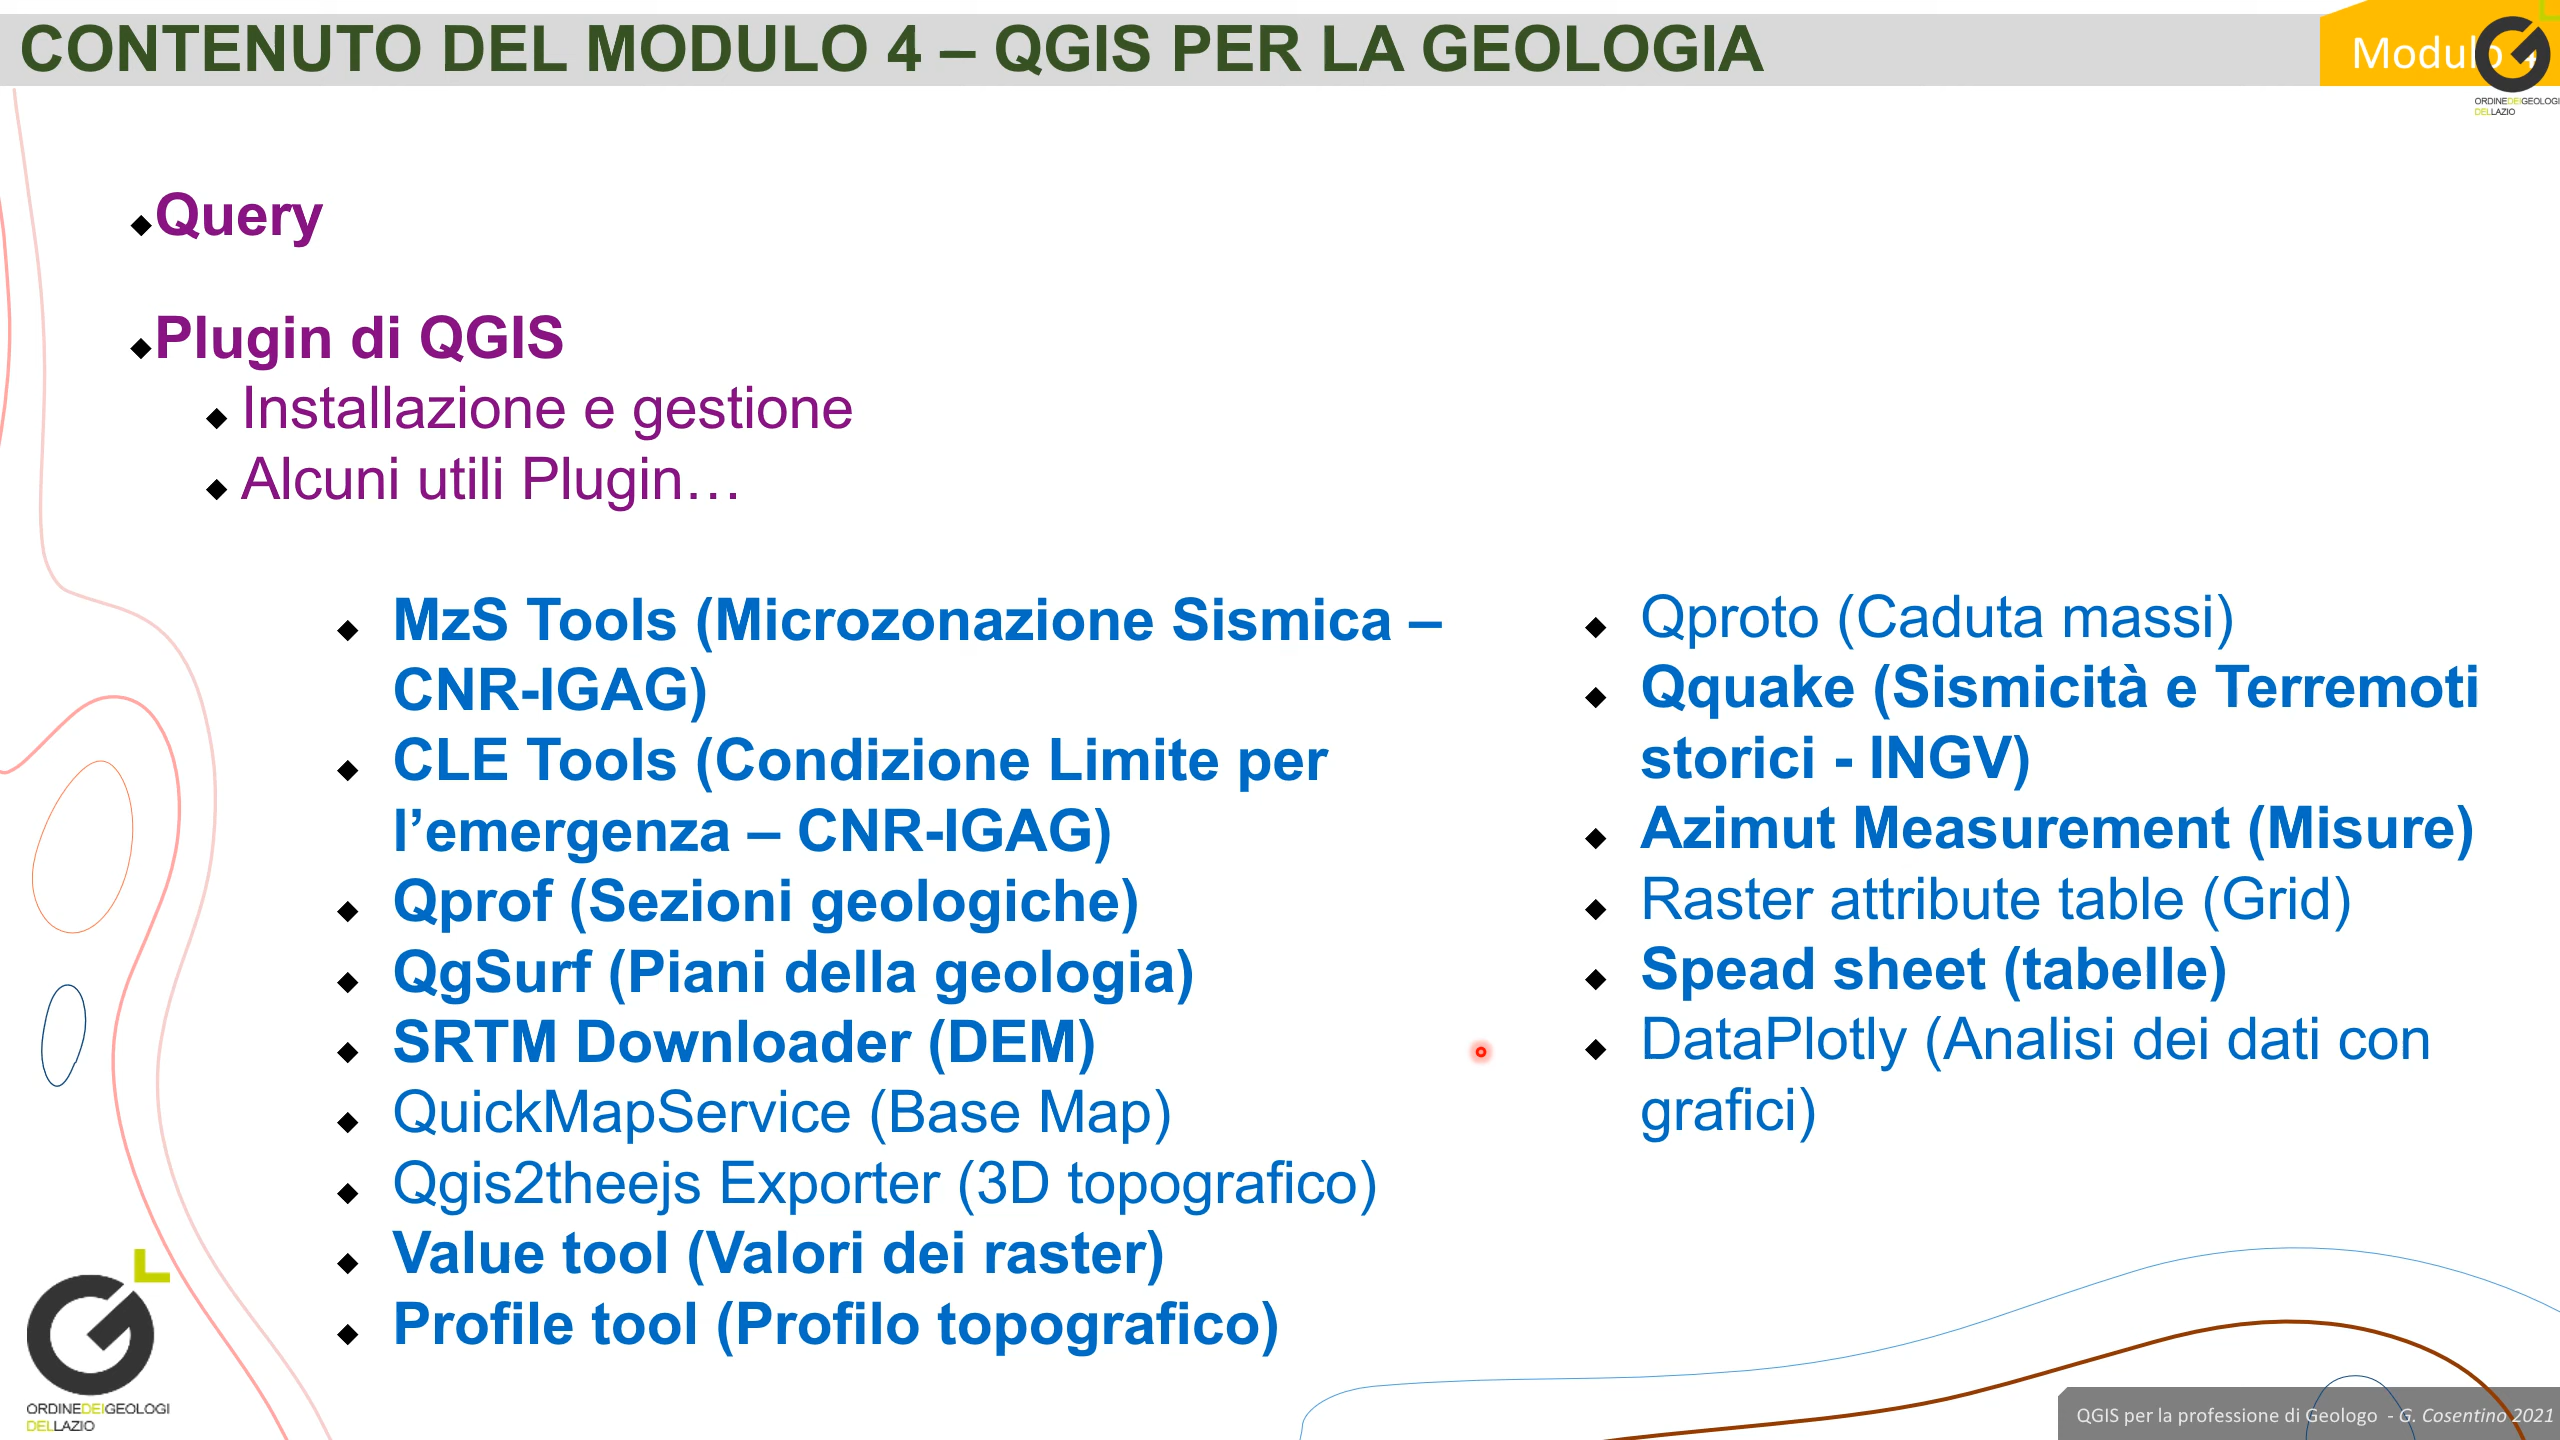 CONTENUTO DEL MODULO 4 – QGIS PER LA GEOLOGIA
Modulo
ORDINEDEIGEOLOGI
DELLAZIO
Query
Plugin di QGIS
Installazione e gestione
Alcuni utili Plugin…
MzS Tools (Microzonazione Sismica –
CNR-IGAG)
CLE Tools (Condizione Limite per
l’emergenza – CNR-IGAG)
Qprof (Sezioni geologiche)
QgSurf (Piani della geologia)
SRTM Downloader (DEM)
QuickMapService (Base Map)
Qgis2theejs Exporter (3D topografico)
Value tool (Valori dei raster)
Profile tool (Profilo topografico)
Qproto (Caduta massi)
Qquake (Sismicità e Terremoti
storici - INGV)
Azimut Measurement (Misure)
Raster attribute table (Grid)
Spead sheet (tabelle)
DataPlotly (Analisi dei dati con
grafici)
ORDINEDEIGEOLOGI
DELLAZIO
QGIS per la professione di Geologo - G. Cosentino 2021